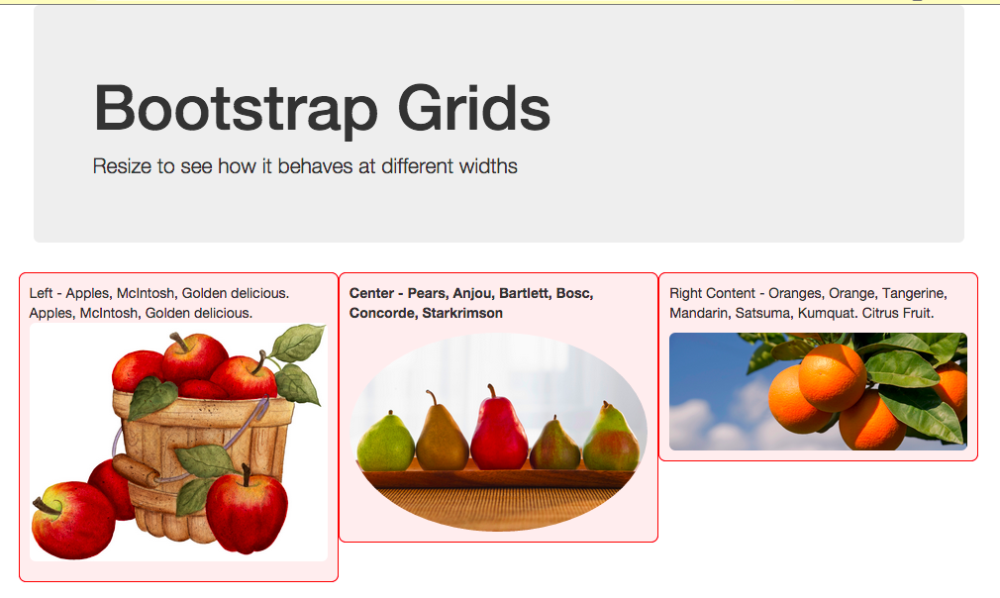 Bootstrap Grids
Resize to see how it behaves at different widths
Left - Apples, McIntosh, Golden delicious.
Apples, McIntosh, Golden delicious.
Center - Pears, Anjou, Bartlett, Bosc,
Concorde, Starkrimson
Right Content - Oranges, Orange, Tangerine,
Mandarin, Satsuma, Kumquat. Citrus Fruit.